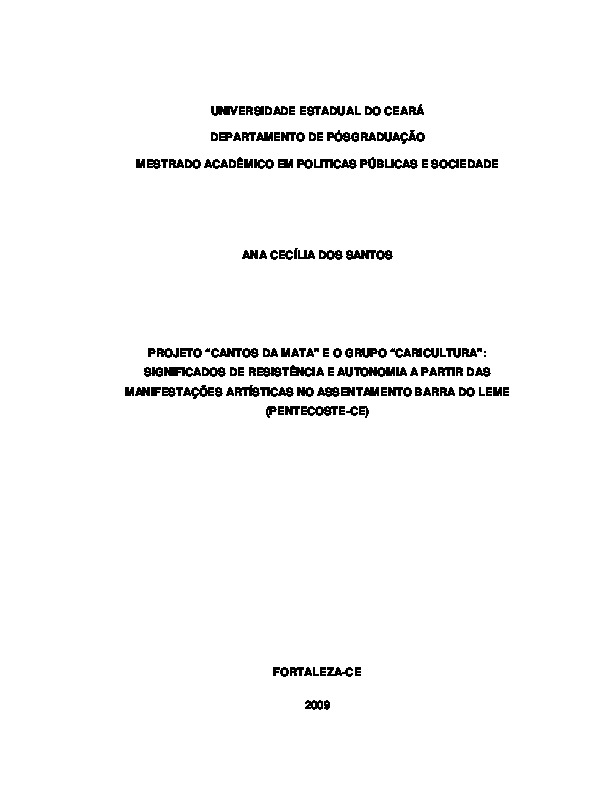 UNIVERSIDADE ESTADUAL DO CEARÁ
DEPARTAMENTO DE PÓSGRADUAÇÃO
MESTRADO ACADÊMICO EM POLITICAS PÚBLICAS E SOCIEDADE
ANA CECÍLIA DOS SANTOS
PROJETO “CANTOS DA MATA” E O GRUPO “CARICULTURA”:
SIGNIFICADOS DE RESISTÊNCIA E AUTONOMIA A PARTIR DAS
MANIFESTAÇÕES ARTÍSTICAS NO ASSENTAMENTO BARRA DO LEME
(PENTECOSTE-CE)
FORTALEZA-CE
2009